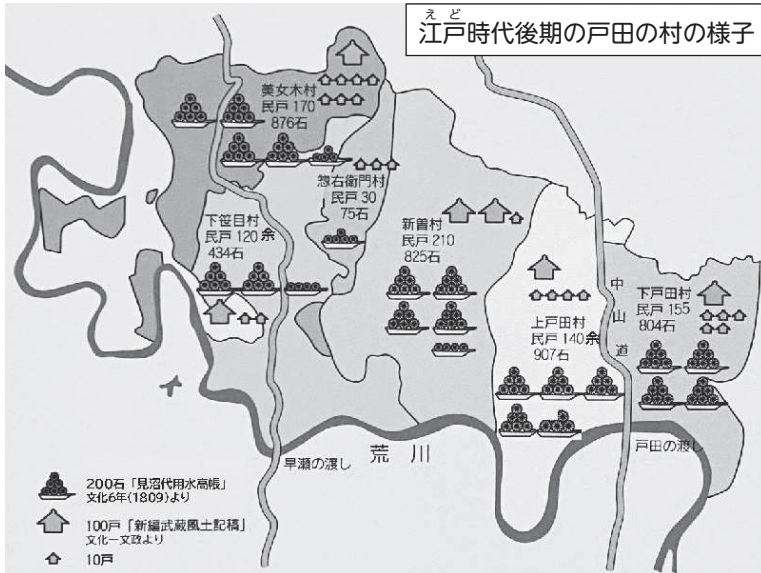 えど
江戸時代後期の戸田の村の様子
美女木村
民戸 170
876石
惣右衛門村
民戸 30
75石
下笹目村
民戸 120余
434石
新曽村
民戸 210
825石
上戸田村
民戸 140余
907石
下戸田村
民戸 155
804石
中山道
早瀬の渡し
荒川
戸田の渡し
200石「見沼代用水高帳」
文化6年(1809)より
100戸「新編武蔵風土記稿」
文化一文政より
10戸